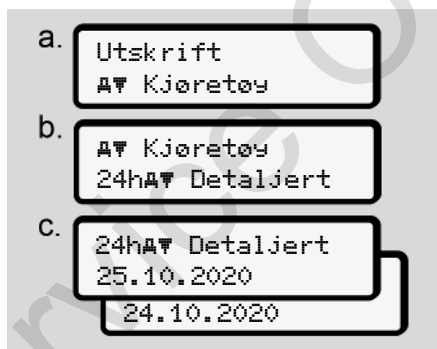 a.
Utskrift
Kjøretøy
b.
Kjøretøy
24h Detaljert
c.
24h Detaljert
25.10.2020
24.10.2020